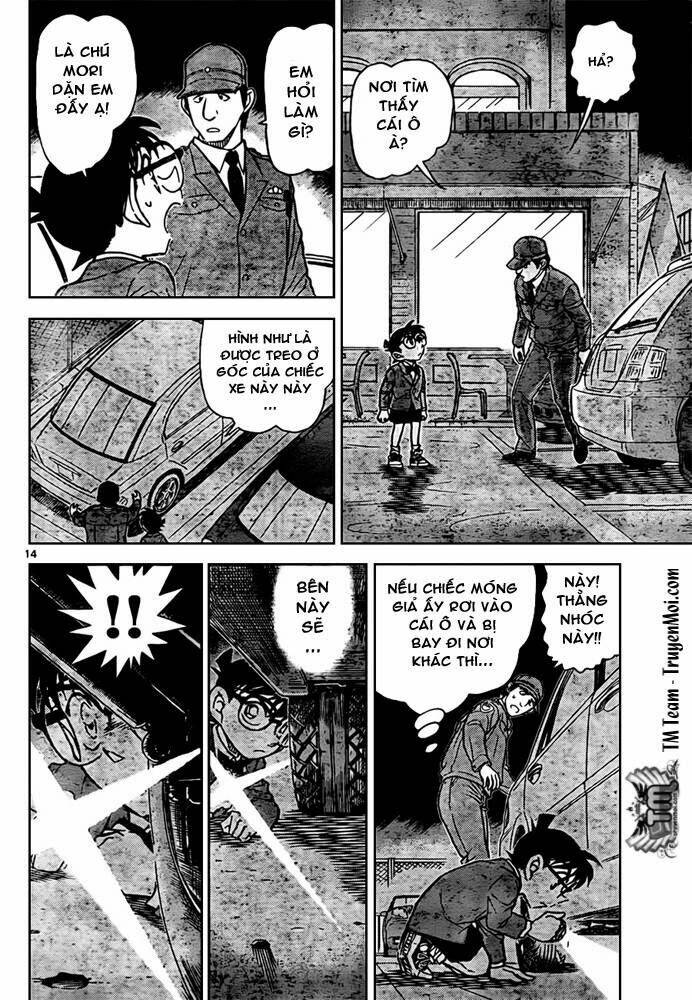 HẢ?
NƠI TÌM
THẤY
CÁI Ô
À?
EM
HỎI
LÀM
GÌ?
LÀ CHÚ
MORI
DẶN EM
ĐẤY Ạ!
HÌNH NHƯ LÀ
ĐƯỢC TREO Ở
GÓC CỦA CHIẾC
XE NÀY NÀY
...
14
NÀY!
THẰNG
NHÓC
NÀY!!
NẾU CHIẾC MÓNG
GIẢ ẤY RƠI VÀO
CÁI Ô VÀ BỊ
BAY ĐI NƠI
KHÁC THÌ...
BÊN
NÀY SẼ
...
!!
TM Team - TruyenMoi.com
TM